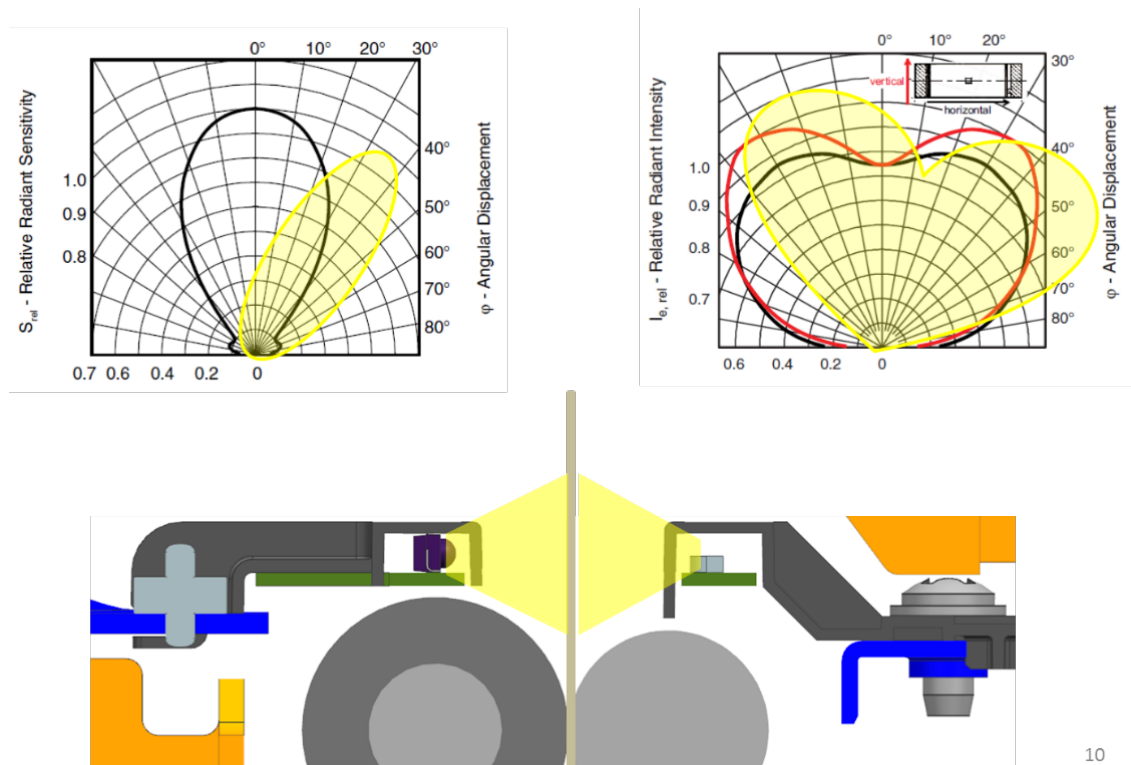 0° 10° 20° 30°
40°
50°
60°
70°
80°
1.0
0.9
0.8
0.7 0.6 0.4 0.2 0
S rel - Relative Radiant Sensitivity
φ - Angular Displacement
0° 10° 20° 30°
vertical
horizontal
40°
50°
60°
70°
80°
1.0
0.9
0.8
0.7
0.6 0.4 0.2 0
I e, rel - Relative Radiant Intensity
φ - Angular Displacement
10